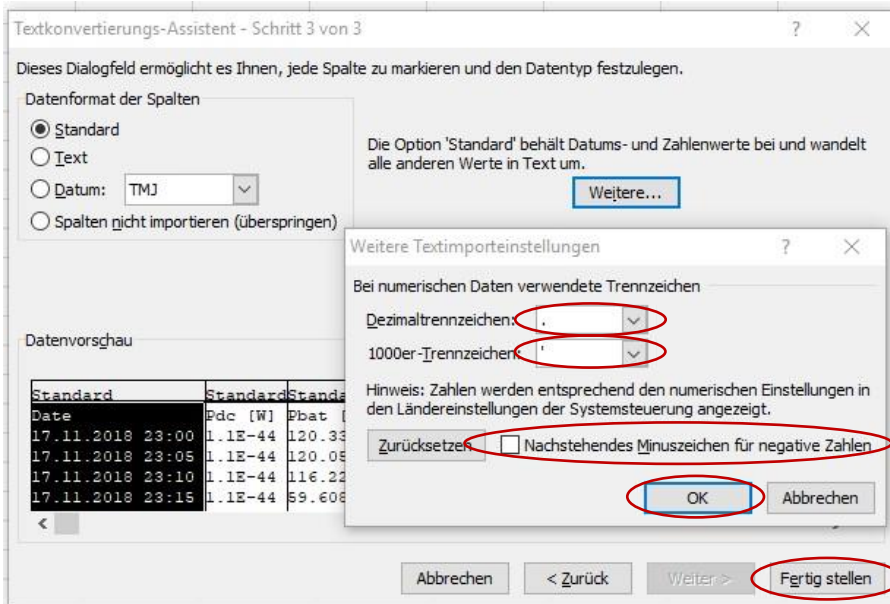 Textkonvertierungs-Assistent - Schritt 3 von 3
Dieses Dialogfeld ermöglicht es Ihnen, jede Spalte zu markieren und den Datentyp festzulegen.
Datenformat der Spalten
Standard
Text
Datum: TMJ
Spalten nicht importieren (überspringen)
Die Option 'Standard' behält Datums- und Zahlenwerte bei und wandelt
alle anderen Werte in Text um.
Weitere...
Weitere Textimporteinstellungen
Bei numerischen Daten verwendete Trennzeichen
Dezimaltrennzeichen: .
1000er-Trennzeichen: '
Hinweis: Zahlen werden entsprechend den numerischen Einstellungen in
den Ländereinstellungen der Systemsteuerung angezeigt.
Zurücksetzen Nachstehendes Minuszeichen für negative Zahlen
OK Abbrechen
Datenvorschau
Standard Standard Standa
Date Pdc [W] Pbat [
17.11.2018 23:00 1.1E-44 120.33
17.11.2018 23:05 1.1E-44 120.05
17.11.2018 23:10 1.1E-44 116.22
17.11.2018 23:15 1.1E-44 59.608
Abbrechen < Zurück Weiter > Fertig stellen